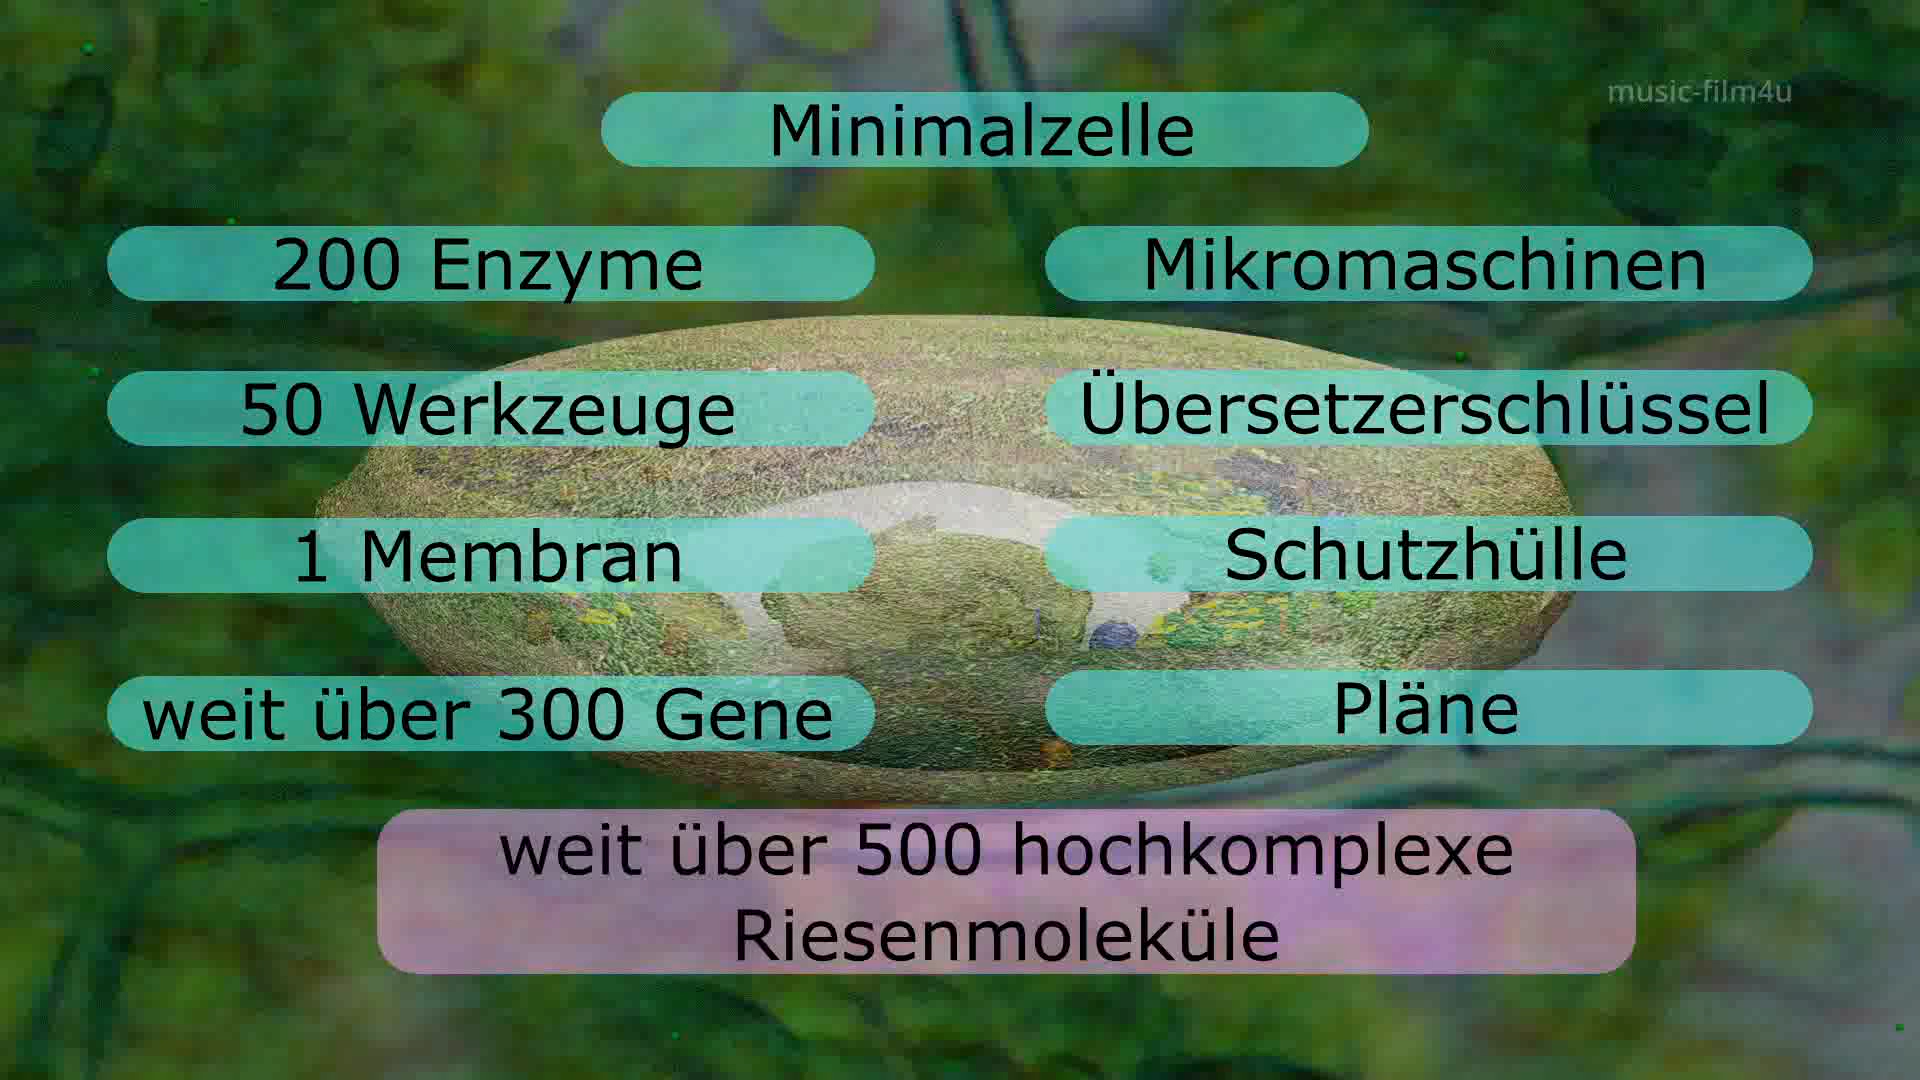 music-film4u
Minimalzelle
200 Enzyme
Mikromaschinen
50 Werkzeuge
Übersetzerschlüssel
1 Membran
Schutzhülle
weit über 300 Gene
Pläne
weit über 500 hochkomplexe
Riesenmoleküle